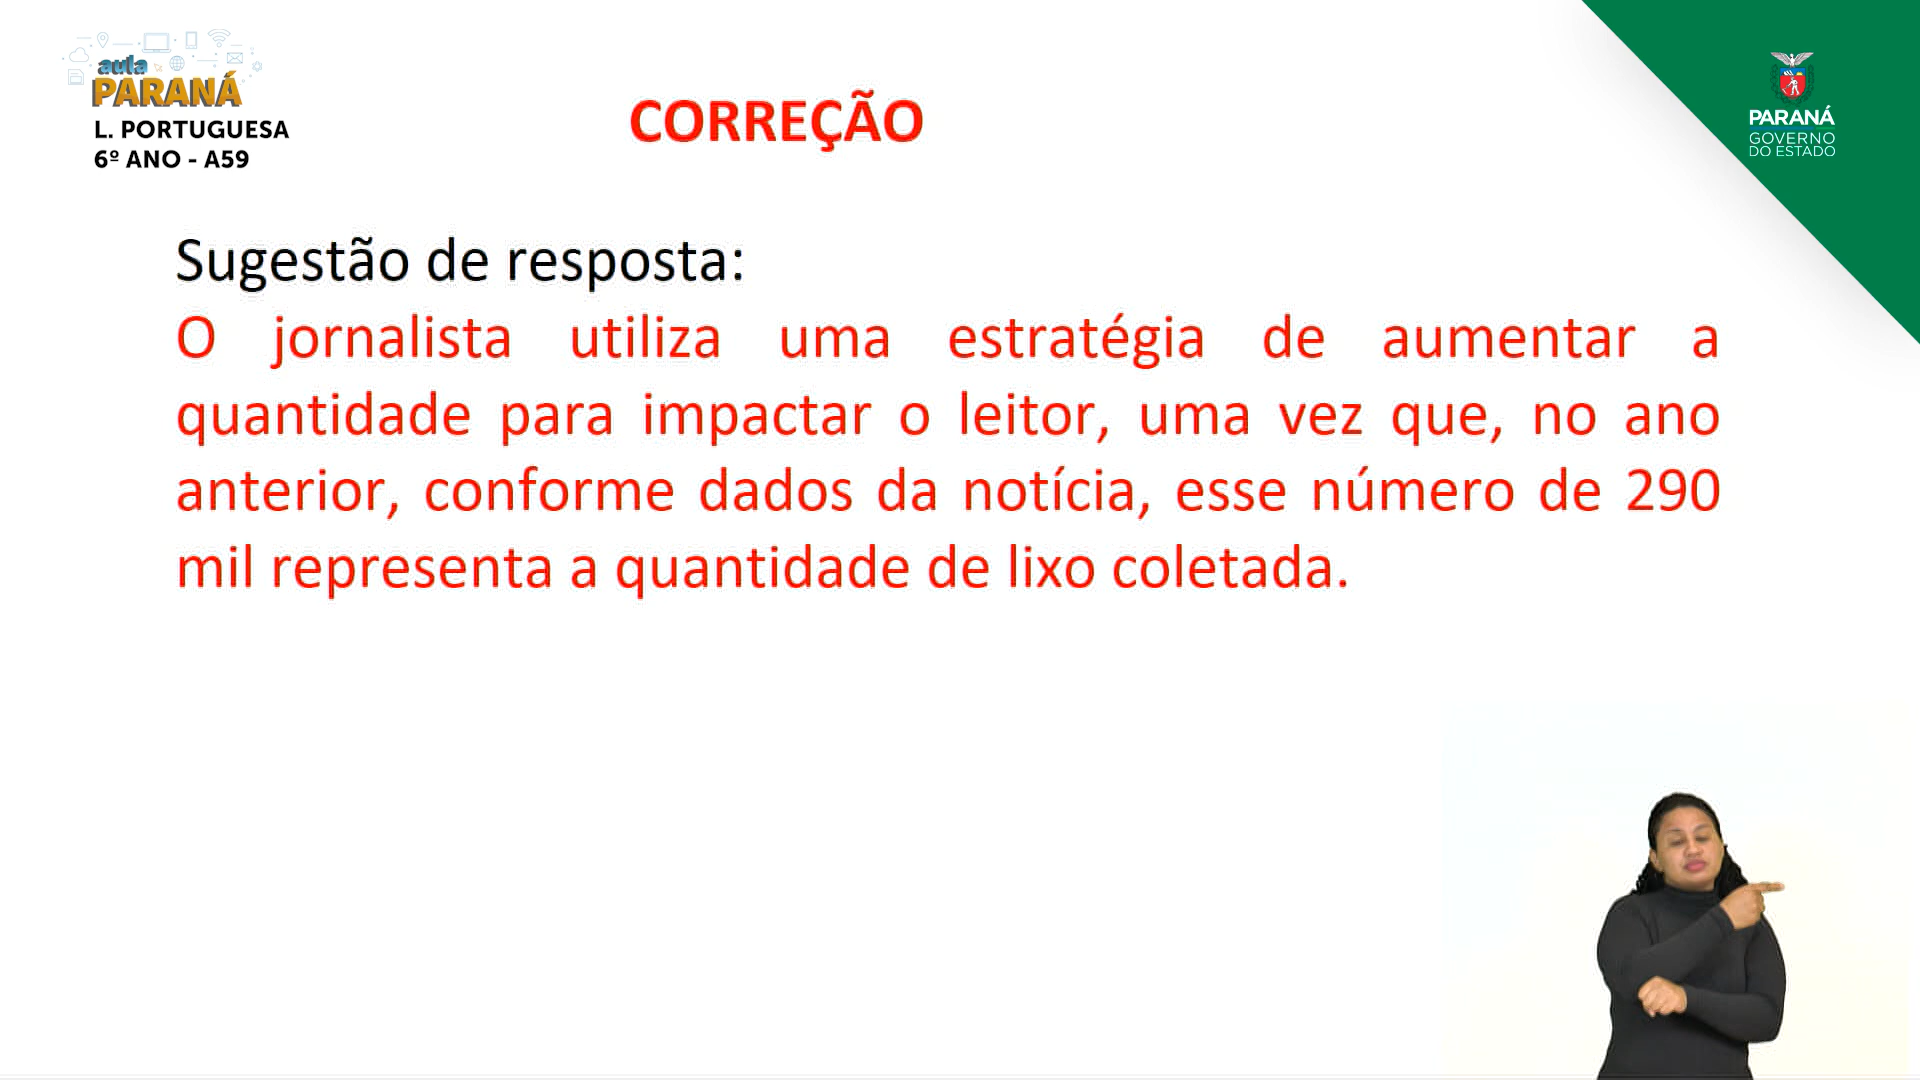 aula
PARANÁ
L. PORTUGUESA
6º ANO - A59
CORREÇÃO
PARANÁ
GOVERNO
DO ESTADO
Sugestão de resposta:
O jornalista utiliza uma estratégia de aumentar a
quantidade para impactar o leitor, uma vez que, no ano
anterior, conforme dados da notícia, esse número de 290
mil representa a quantidade de lixo coletada.